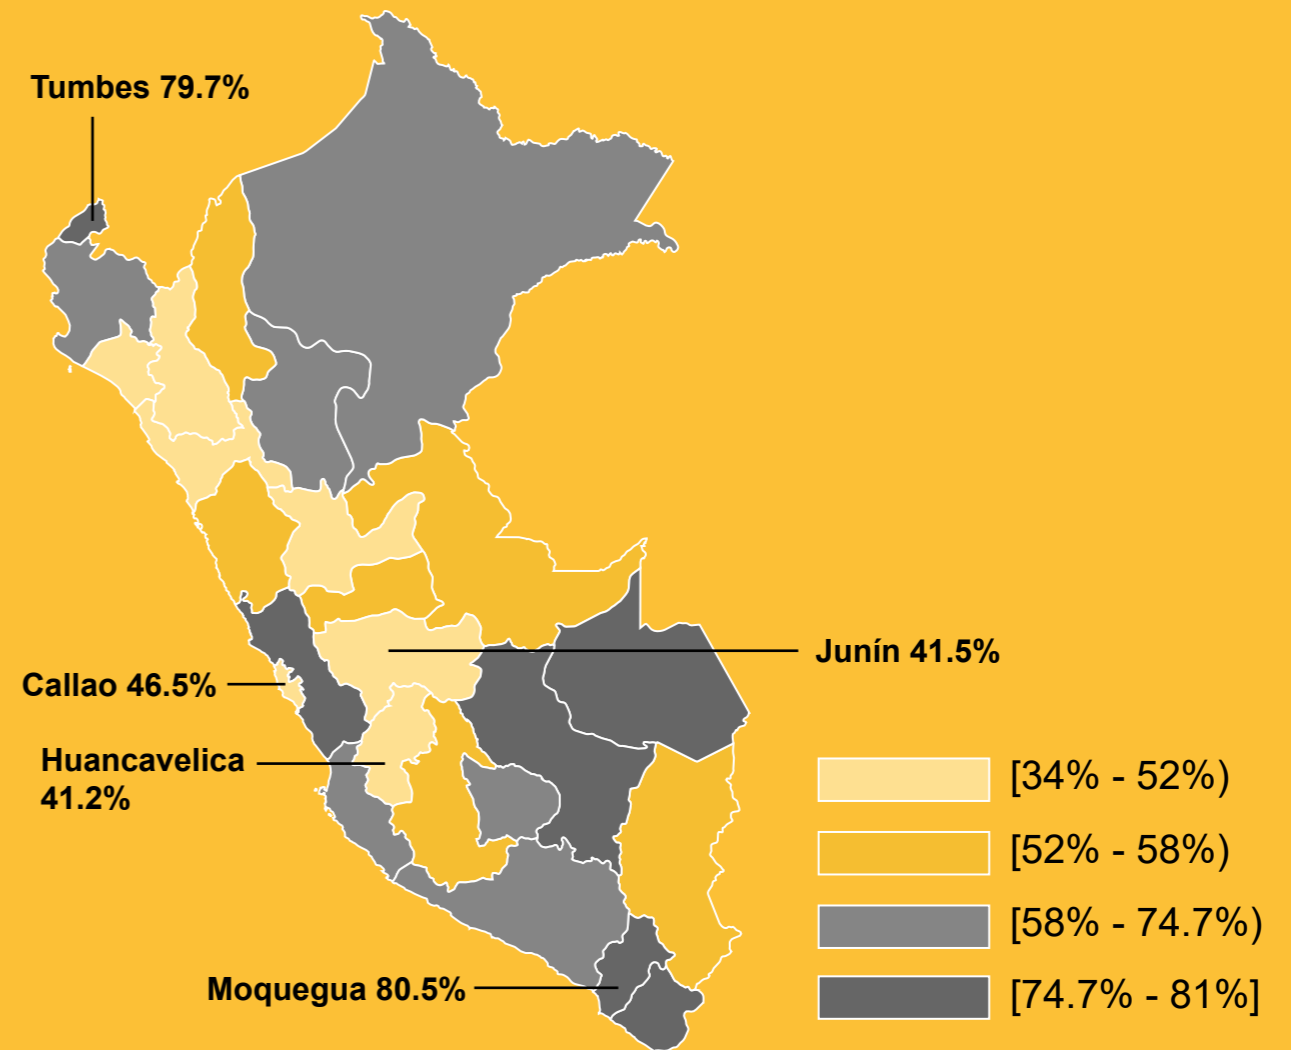 Tumbes 79.7%
Junín 41.5%
Callao 46.5%
Huancavelica
41.2%
[34% - 52%)
[52% - 58%)
[58% - 74.7%)
Moquegua 80.5%
[74.7% - 81%]